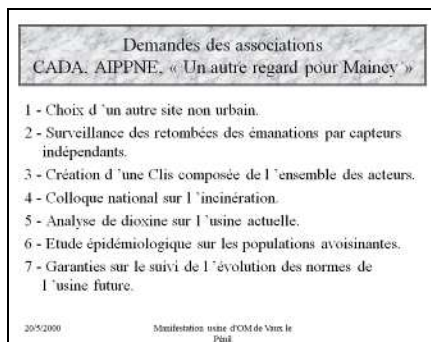 Demandes des associations
CADA, AIPPNE, « Un autre regard pour Maincy »
1 - Choix d 'un autre site non urbain.
2 - Surveillance des retombées des émanations par capteurs
indépendants.
3 - Création d 'une Clis composée de l 'ensemble des acteurs.
4 - Colloque national sur l 'incinération.
5 - Analyse de dioxine sur l 'usine actuelle.
6 - Etude épidémiologique sur les populations avoisinantes.
7 - Garanties sur le suivi de l 'évolution des normes de
l 'usine future.
20/5/2000
Manifestation usine d'OM de Vaux le
Pénil